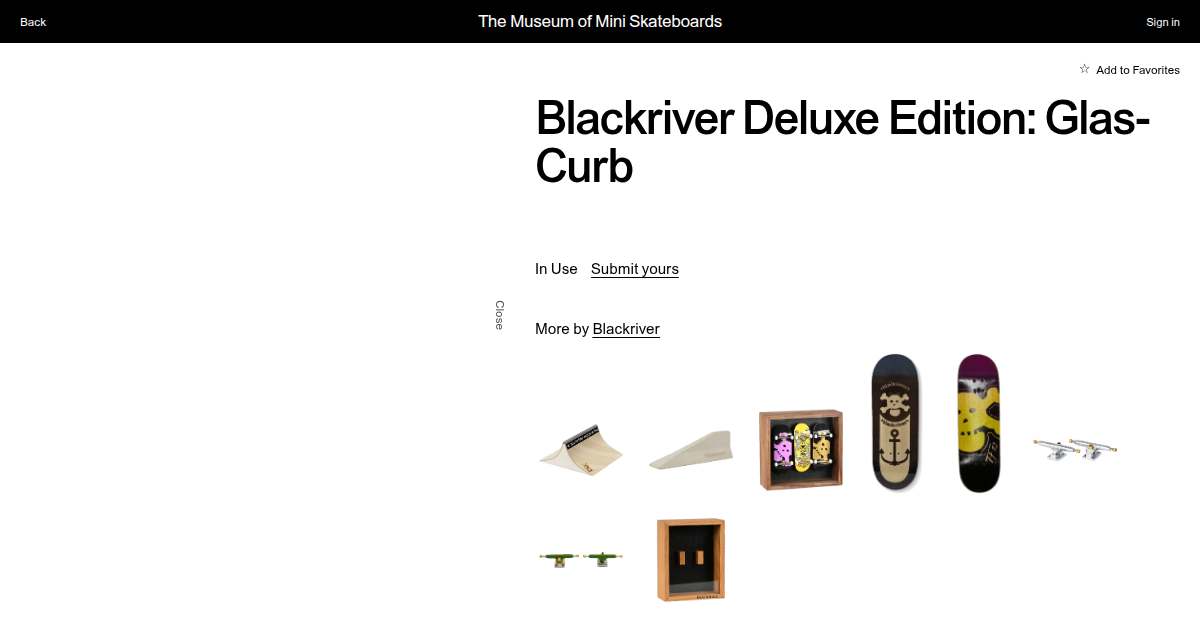 Back
The Museum of Mini Skateboards
Sign in
☆ Add to Favorites
Blackriver Deluxe Edition: Glas-
Curb
In Use Submit yours
Close
More by Blackriver